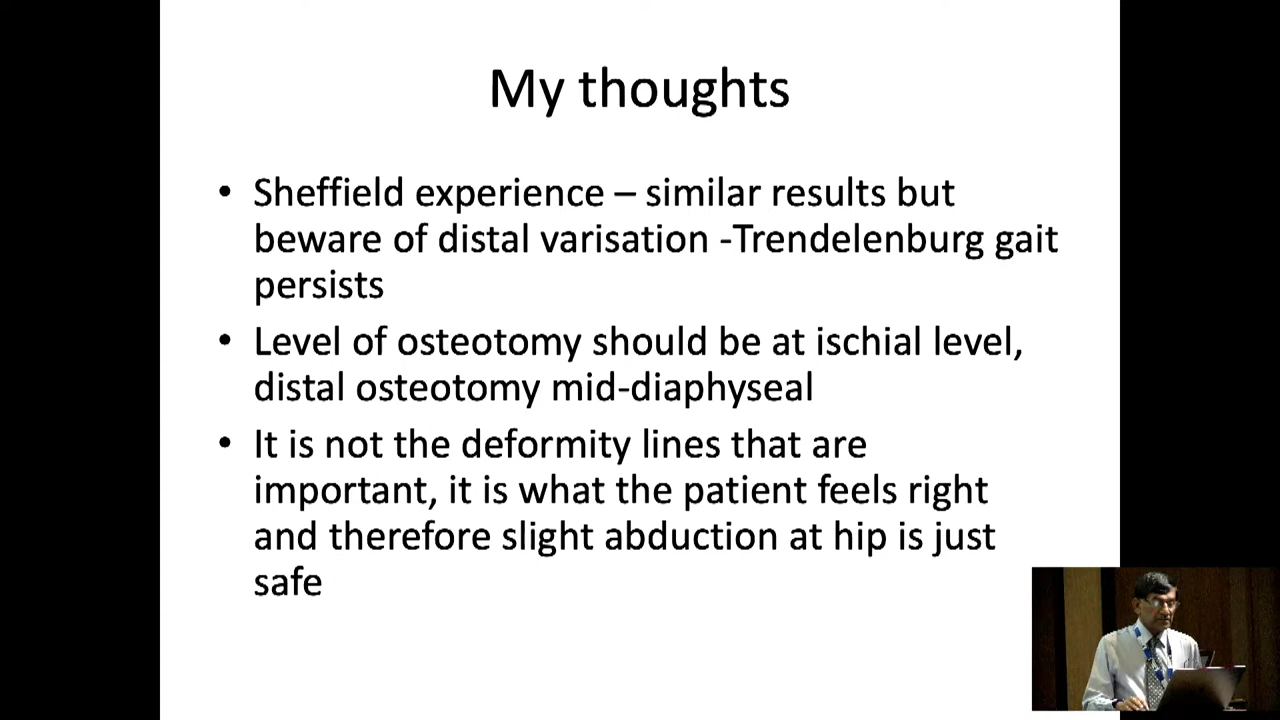 My thoughts
• Sheffield experience – similar results but
beware of distal varisation -Trendelenburg gait
persists
• Level of osteotomy should be at ischial level,
distal osteotomy mid-diaphyseal
• It is not the deformity lines that are
important, it is what the patient feels right
and therefore slight abduction at hip is just
safe